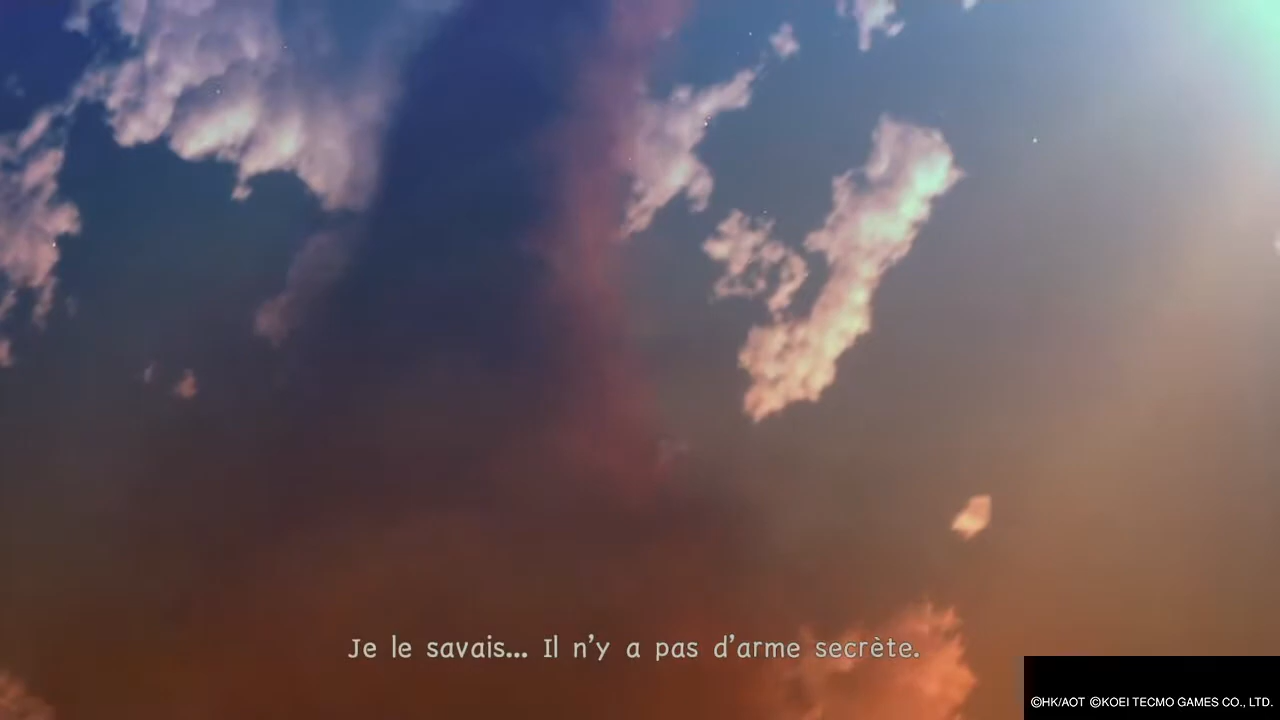 Je le savais... Il n'y a pas d'arme secrète.
©HK/AOT ©KOEI TECMO GAMES CO., LTD.